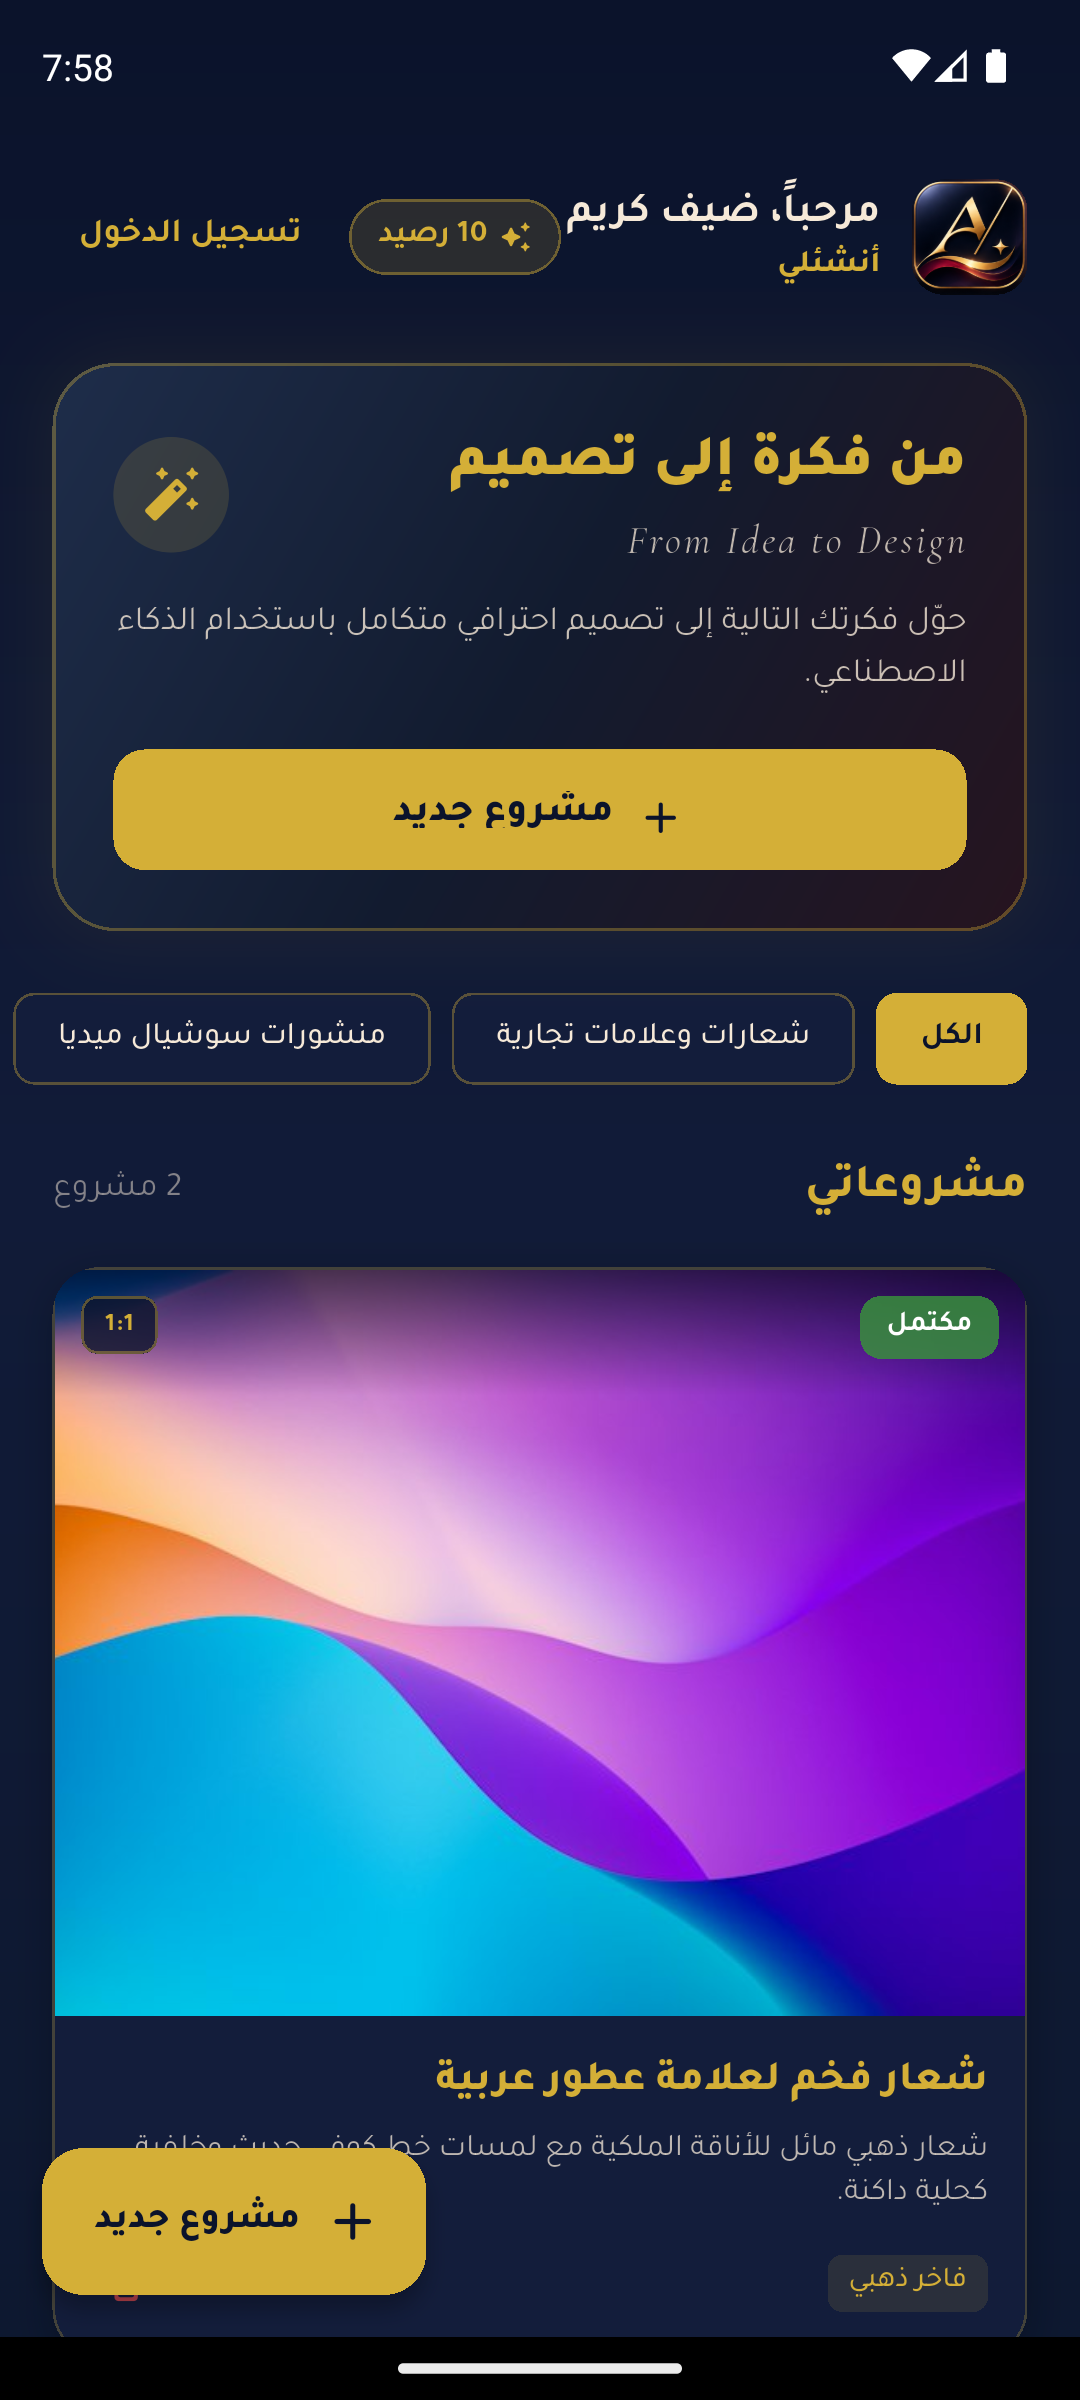 7:58
مرحباً، ضيف كريم
أنشئلي
10 رصيد
تسجيل الدخول
من فكرة إلى تصميم
From Idea to Design
حوّل فكرتك التالية إلى تصميم احترافي متكامل باستخدام الذكاء
الاصطناعي.
مشروع جديد
الكل
شعارات وعلامات تجارية
منشورات سوشيال ميديا
مشروعاتي
2 مشروع
مكتمل
1:1
شعار فخم لعلامة عطور عربية
شعار ذهبي مائل للأناقة الملكية مع لمسات خط كوفي حديث وخلفية
كحلية داكنة.
فاخر ذهبي
مشروع جديد